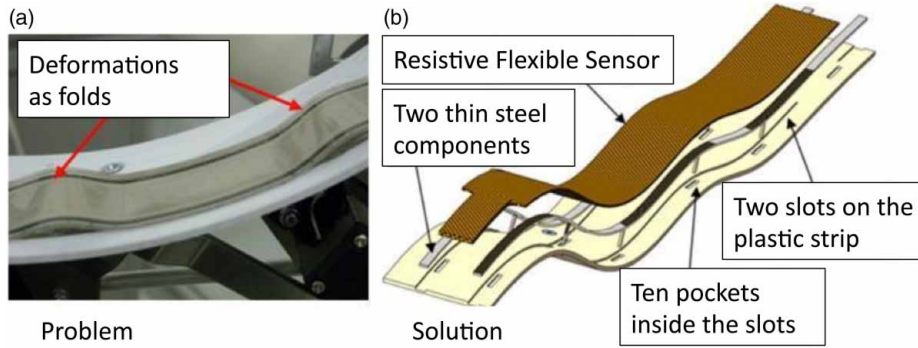 (a)
Deformations
as folds
Problem
(b)
Resistive Flexible Sensor
Two thin steel
components
Two slots on the
plastic strip
Ten pockets
inside the slots
Solution